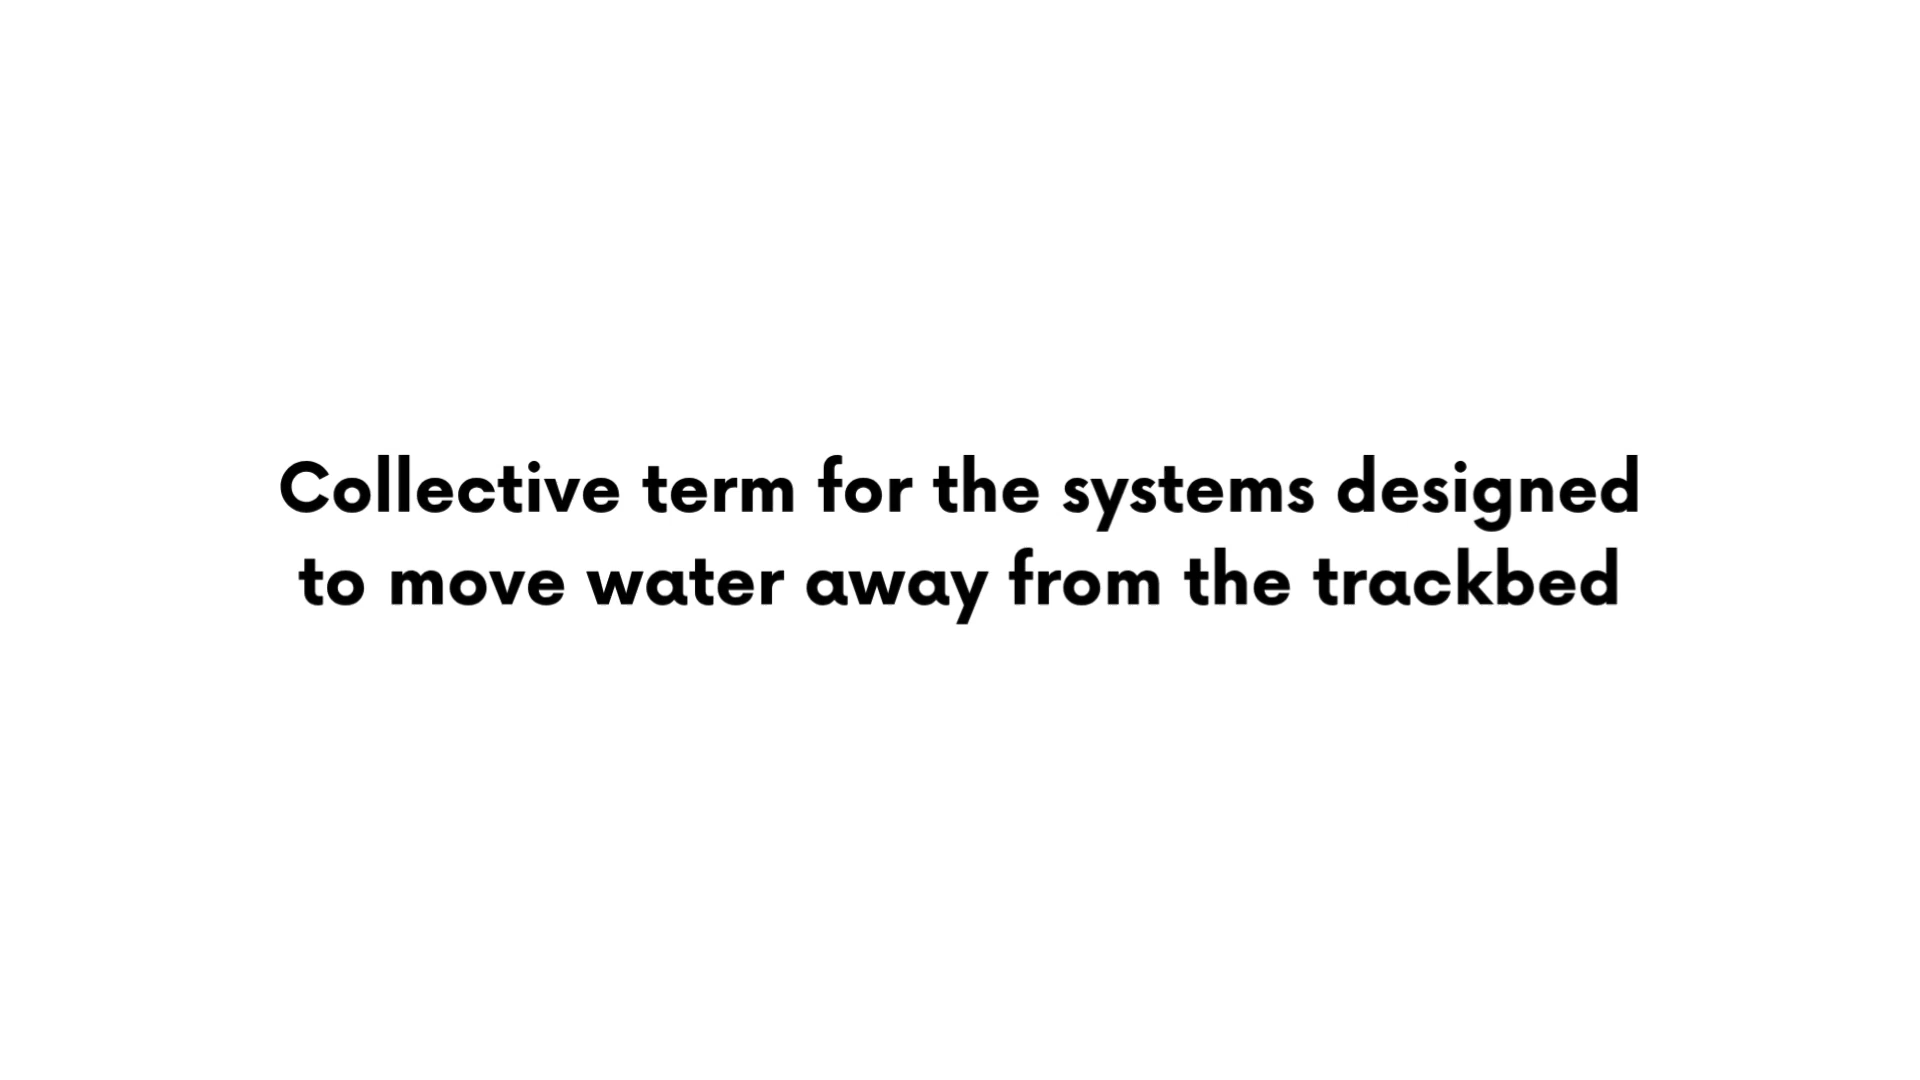 Collective term for the systems designed
to move water away from the trackbed